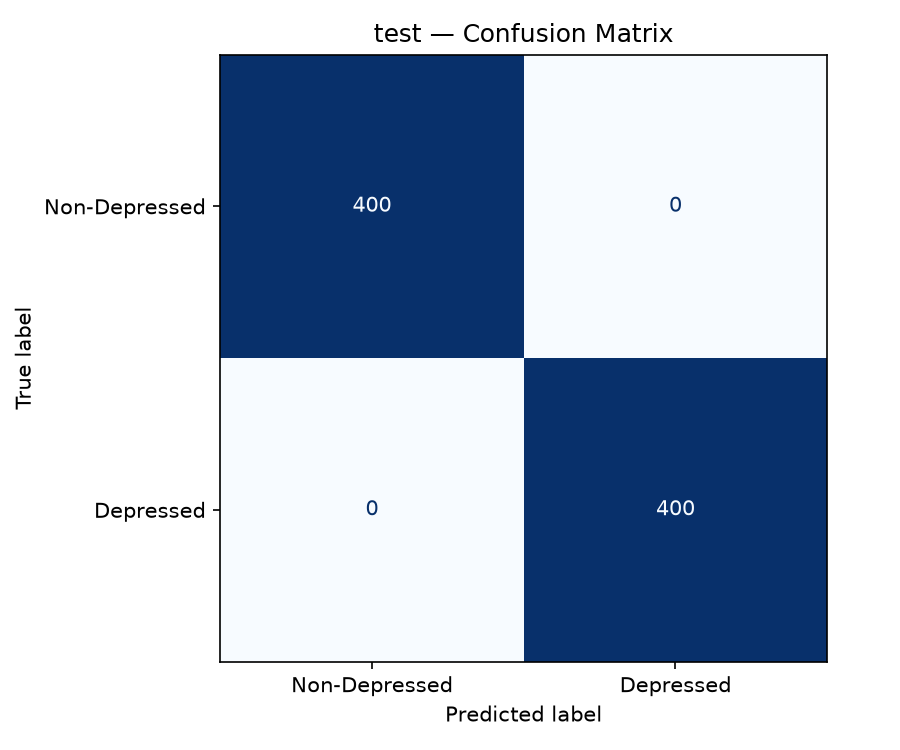 test — Confusion Matrix
True label
Non-Depressed
400
0
Depressed
0
400
Non-Depressed
Depressed
Predicted label